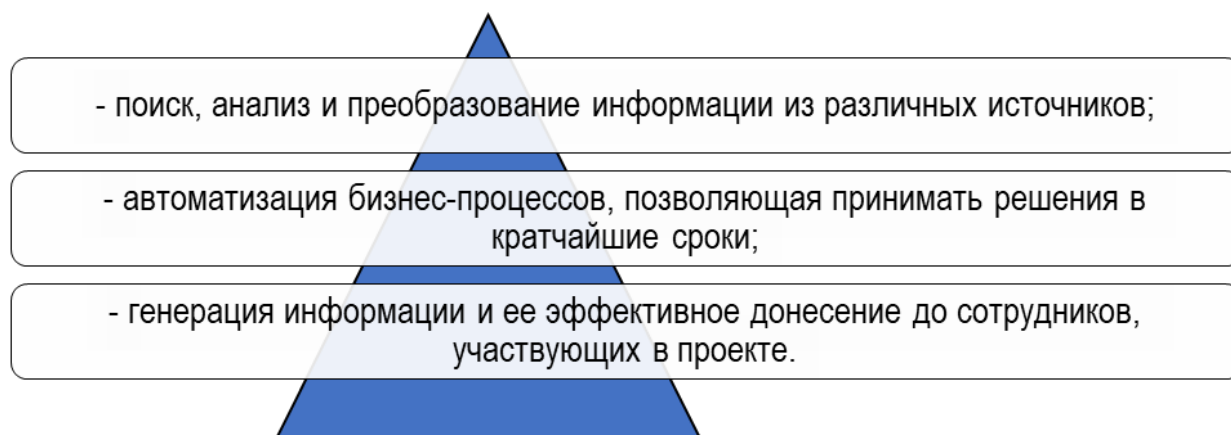 - поиск, анализ и преобразование информации из различных источников;
- автоматизация бизнес-процессов, позволяющая принимать решения в
кратчайшие сроки;
- генерация информации и ее эффективное донесение до сотрудников,
участвующих в проекте.